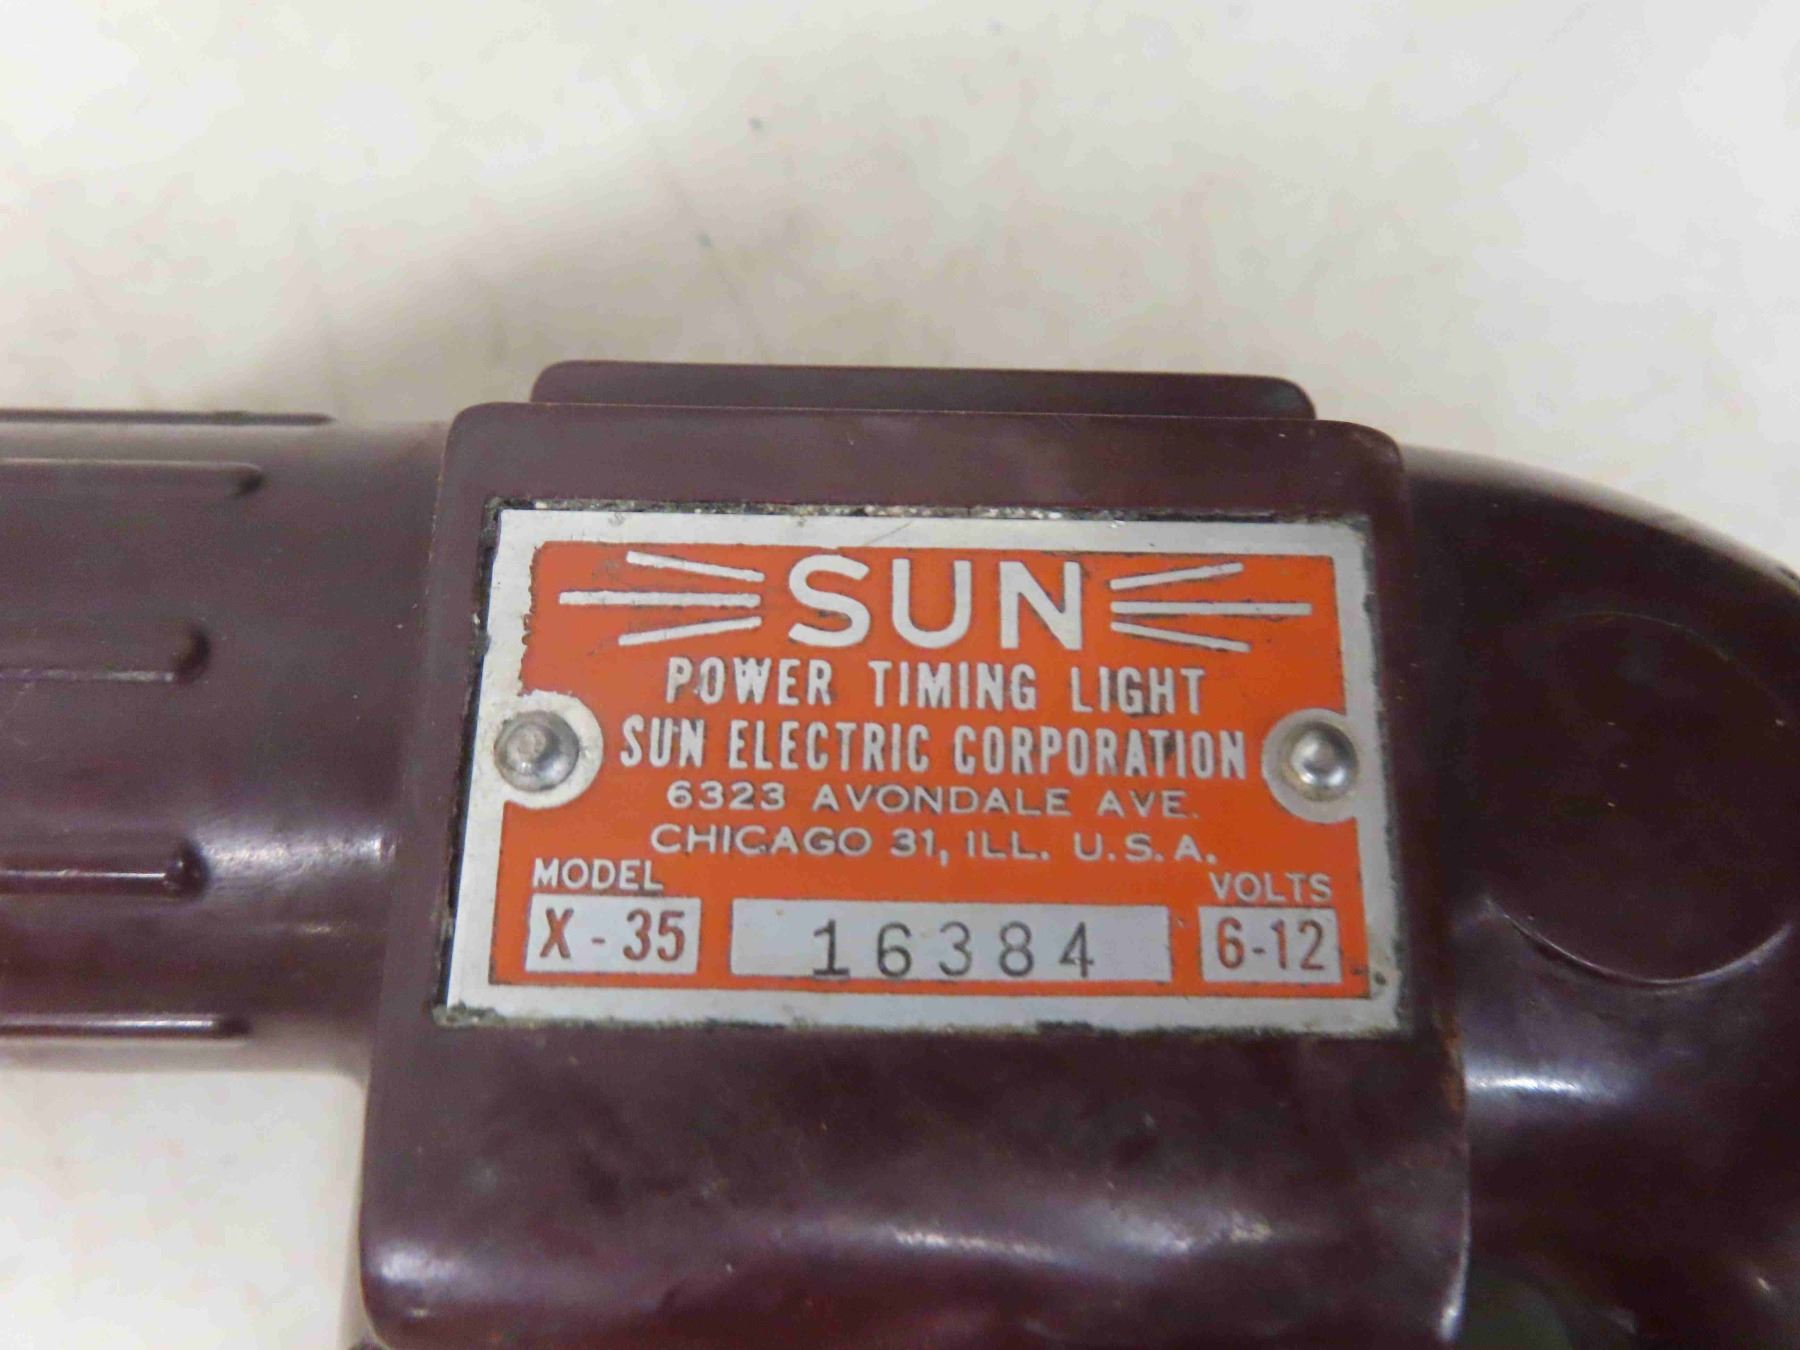 SUN
POWER TIMING LIGHT
SUN ELECTRIC CORPORATION
6323 AVONDALE AVE.
CHICAGO 31, ILL. U.S.A.
MODEL VOLTS
X-35 16384 6-12